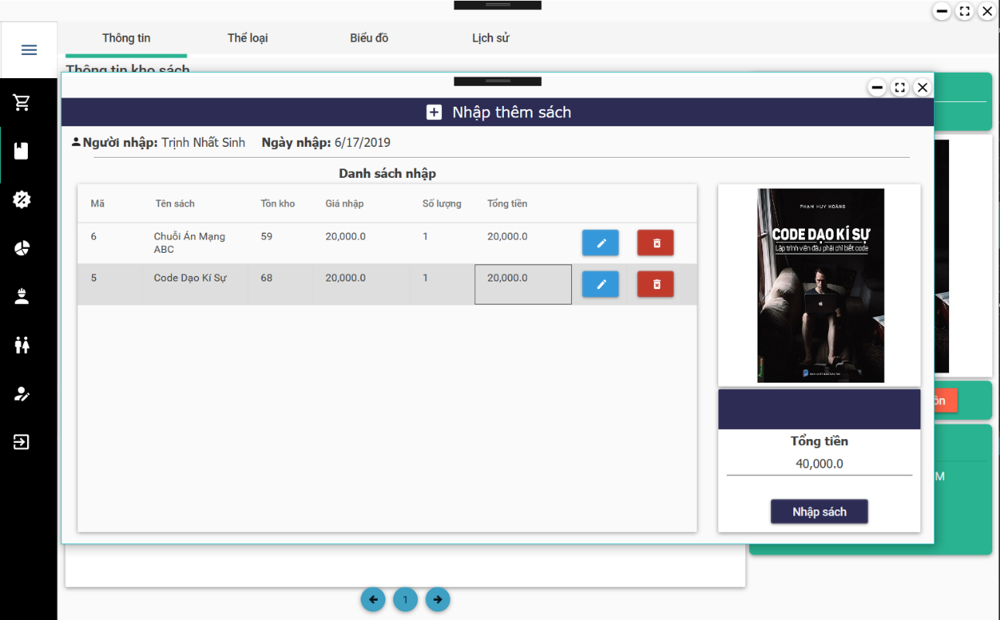 Thông tin
Thể loại
Biểu đồ
Lịch sử
Thông tin kho sách
Nhập thêm sách
Người nhập: Trịnh Nhất Sinh Ngày nhập: 6/17/2019
Danh sách nhập
Mã Tên sách Tồn kho Giá nhập Số lượng Tổng tiền
6 Chuỗi Án Mạng 59 20,000.0 1 20,000.0
ABC
5 Code Dạo Kí Sự 68 20,000.0 1 20,000.0
PHẠM HUY HOÀNG
CODE DẠO KÍ SỰ
Lập trình viên đâu phải chỉ biết code
Tổng tiền
40,000.0
Nhập sách
M
1